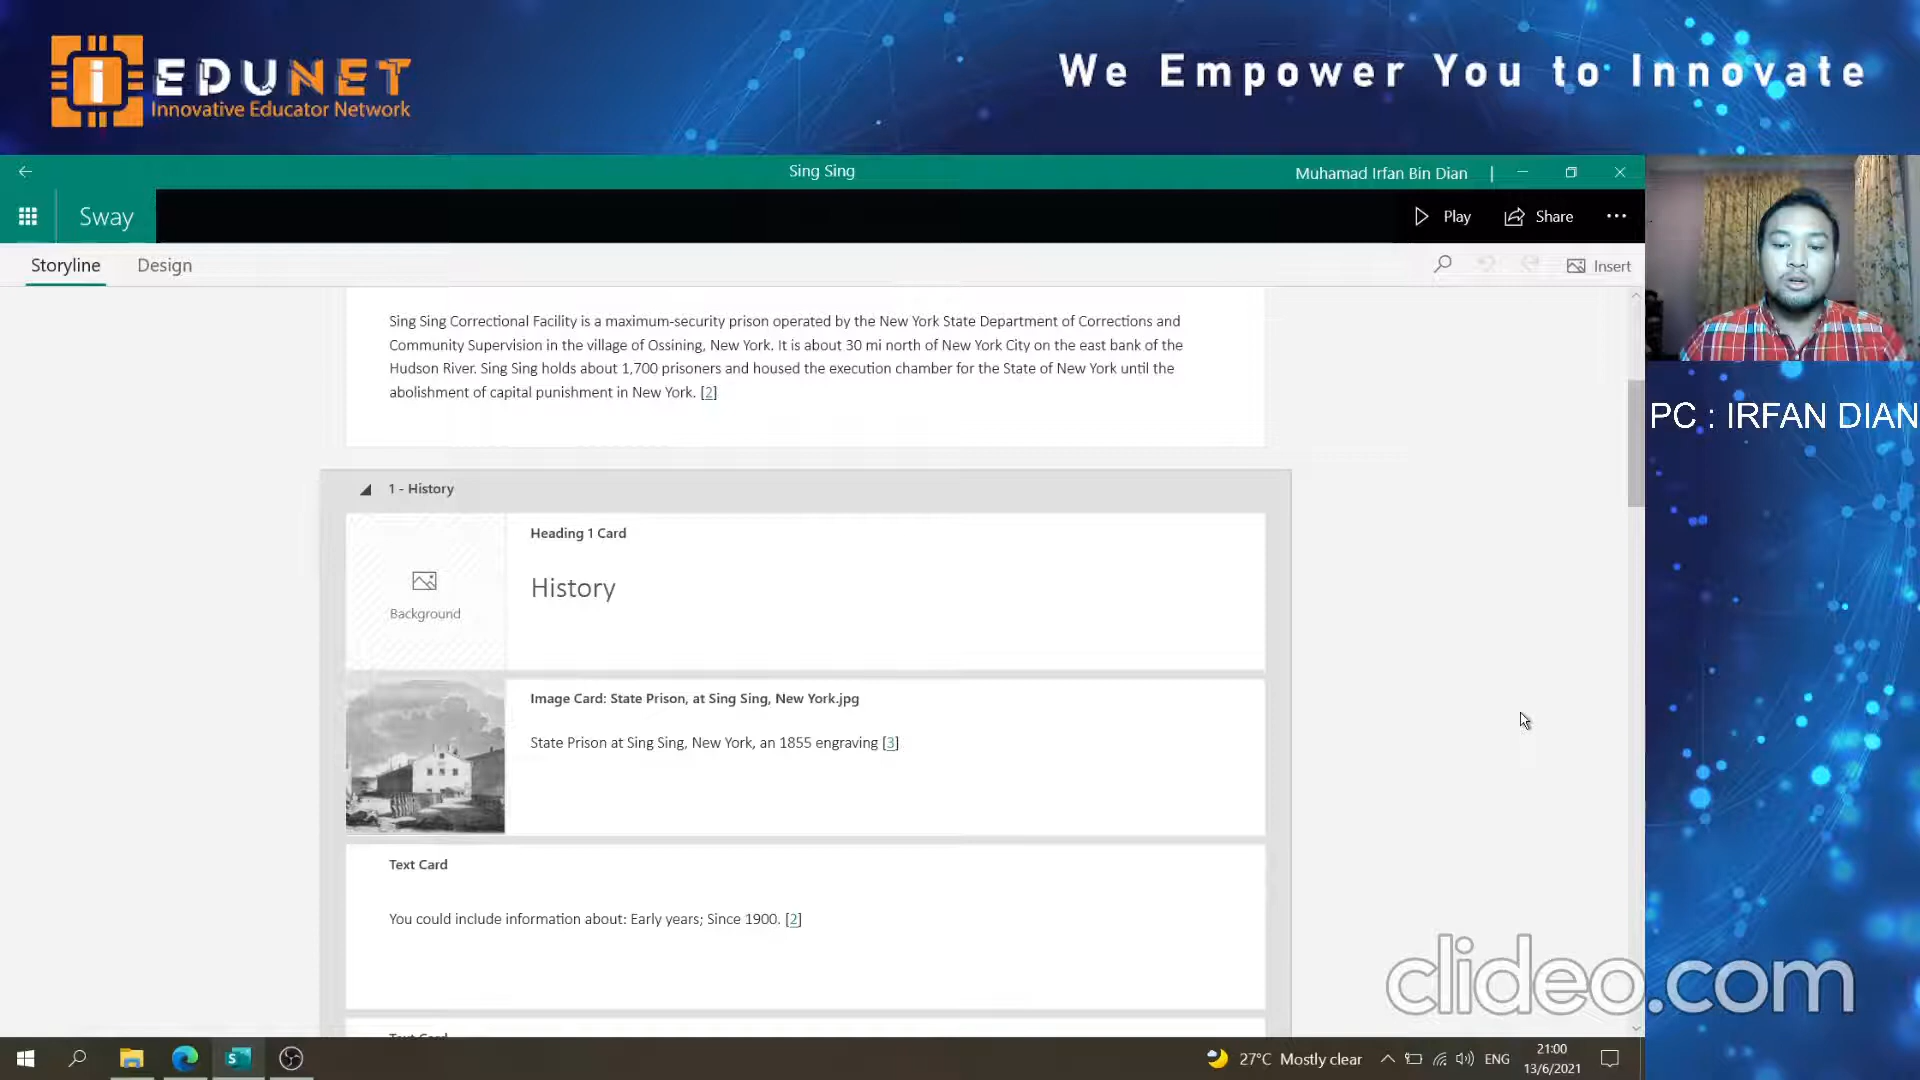 i EDUNET
Innovative Educator Network
We Empower You to Innovate
Sing Sing
Muhamad Irfan Bin Dian
Sway
Play
Share
Storyline
Design
Insert
Sing Sing Correctional Facility is a maximum-security prison operated by the New York State Department of Corrections and
Community Supervision in the village of Ossining, New York. It is about 30 mi north of New York City on the east bank of the
Hudson River. Sing Sing holds about 1,700 prisoners and housed the execution chamber for the State of New York until the
abolishment of capital punishment in New York. [2]
PC : IRFAN DIAN
1 - History
Heading 1 Card
History
Background
Image Card: State Prison, at Sing Sing, New York.jpg
State Prison at Sing Sing, New York, an 1855 engraving [3]
Text Card
You could include information about: Early years; Since 1900. [2]
Text Card
clideo.com
S
27°C Mostly clear
ENG
21:00
13/6/2021